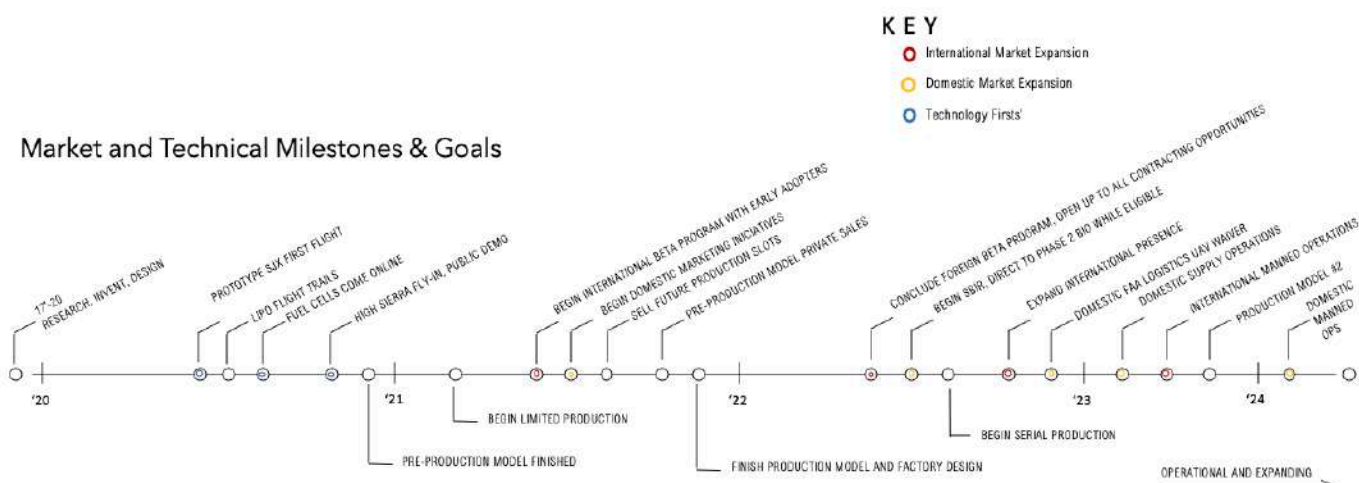 KEY
International Market Expansion
Domestic Market Expansion
Technology Firsts'
Market and Technical Milestones & Goals
17'-20
RESEARCH, INVENT, DESIGN
PROTOTYPE SJX FIRST FLIGHT
LIPO FLIGHT TRAILS
FUEL CELLS COME ONLINE
HIGH SIERRA FLY-IN, PUBLIC DEMO
BEGIN INTERNATIONAL BETA PROGRAM WITH EARLY ADOPTERS
BEGIN DOMESTIC MARKETING INITIATIVES
SELL FUTURE PRODUCTION SLOTS
PRE-PRODUCTION MODEL PRIVATE SALES
CONCLUDE FOREIGN BETA PROGRAM, OPEN UP TO ALL CONTRACTING OPPORTUNITIES
BEGIN SBIR, DIRECT TO PHASE 2 BIO WHILE ELIGIBLE
EXPAND INTERNATIONAL PRESENCE
DOMESTIC FAA LOGISTICS UAV WAIVER
DOMESTIC SUPPLY OPERATIONS
INTERNATIONAL MANNED OPERATIONS
PRODUCTION MODEL #2
DOMESTIC
MANNED
OPS
'20
'21
'22
'23
'24
BEGIN LIMITED PRODUCTION
BEGIN SERIAL PRODUCTION
PRE-PRODUCTION MODEL FINISHED
FINISH PRODUCTION MODEL AND FACTORY DESIGN
OPERATIONAL AND EXPANDING